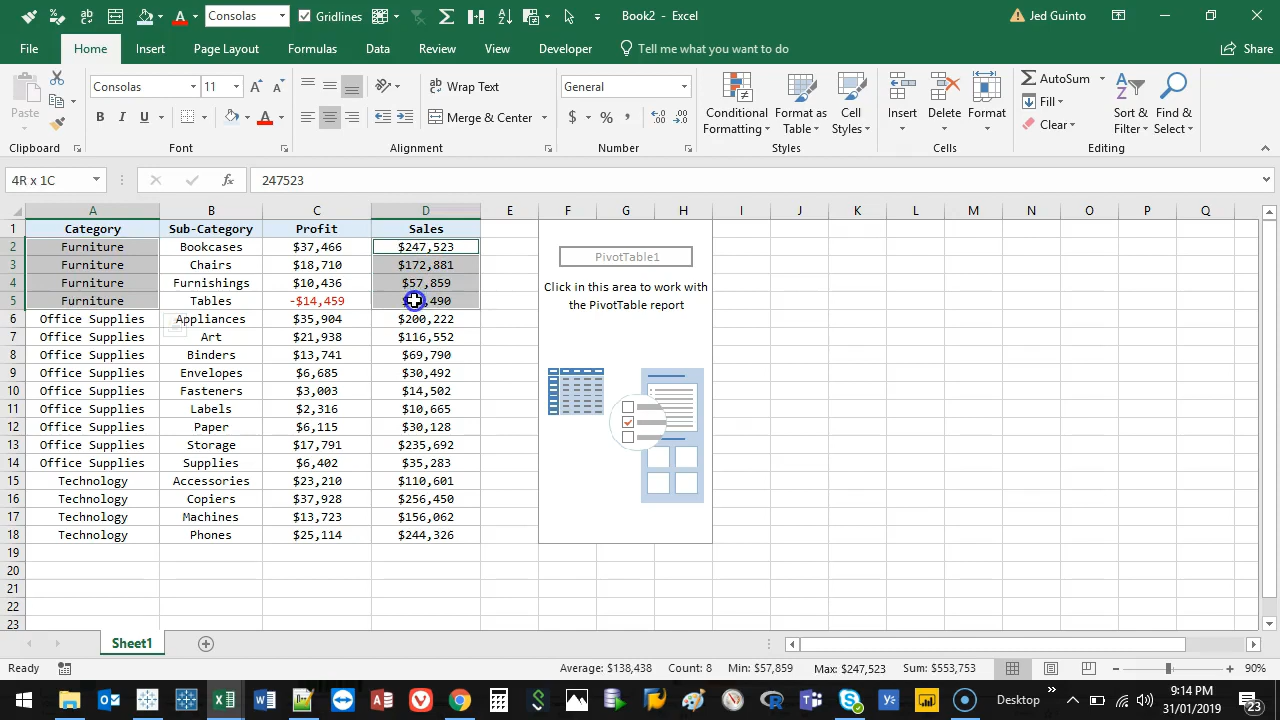 Consolas Gridlines Book2 - Excel Jed Guinto
File Home Insert Page Layout Formulas Data Review View Developer Tell me what you want to do Share
Paste Consolas 11 Wrap Text General Conditional Formatting Format as Table Cell Styles Insert Delete Format AutoSum Sort & Filter Find & Select
B I U A Merge & Center $ % , Fill
Clear
Clipboard Font Alignment Number Styles Cells Editing
4R x 1C fx 247523
A B C D E F G H I J K L M N O P Q
1 Category Sub-Category Profit Sales
2 Furniture Bookcases $37,466 $247,523
3 Furniture Chairs $18,710 $172,881
4 Furniture Furnishings $10,436 $57,859
5 Furniture Tables -$14,459
6 Office Supplies Appliances $35,904 $200,222
7 Office Supplies Art $21,938 $116,552
8 Office Supplies Binders $13,741 $69,790
9 Office Supplies Envelopes $6,685 $30,492
10 Office Supplies Fasteners $3,003 $14,502
11 Office Supplies Labels $10,665
12 Office Supplies Paper $6,115 $30,128
13 Office Supplies Storage $17,791 $235,692
14 Office Supplies Supplies $6,402 $35,283
15 Technology Accessories $23,210 $110,601
16 Technology Copiers $37,928 $256,450
17 Technology Machines $13,723 $156,062
18 Technology Phones $25,114 $244,326
19
20
21
22
23
PivotTable1
Click in this area to work with
the PivotTable report
Sheet1
Ready Average: $138,438 Count: 8 Min: $57,859 Max: $247,523 Sum: $553,753 90%
Desktop 9:14 PM
31/01/2019 23